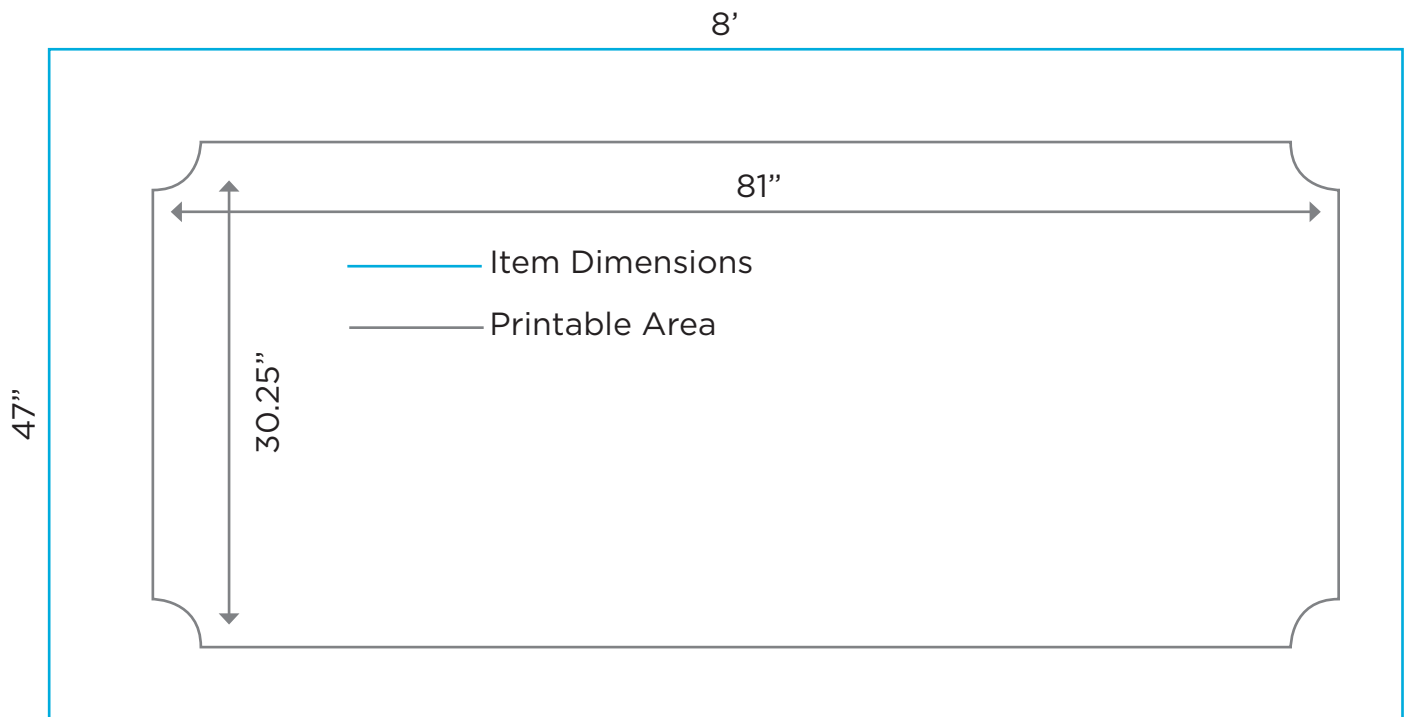 8’
81”
Item Dimensions
Printable Area
30.25”
47”